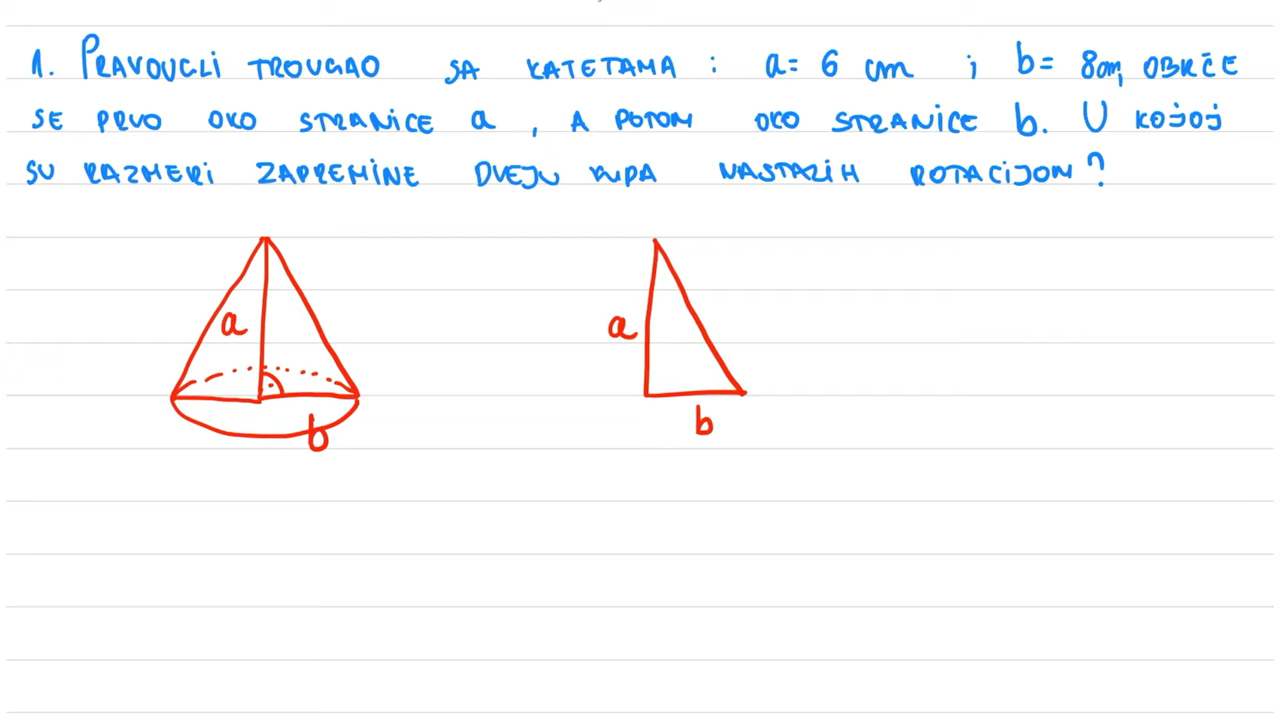 1. PRAVOUGLI TROUGAO SA KATETAMA : a= 6 cm i b= 8cm, OBRĆE
SE PRVO OKO STRANICE a, A POTOM OKO STRANICE b. U KOJOJ
SU RAZMERI ZAPREMINE DVEJU KUPA NASTALIH ROTACIJOM?
a
a
b
b